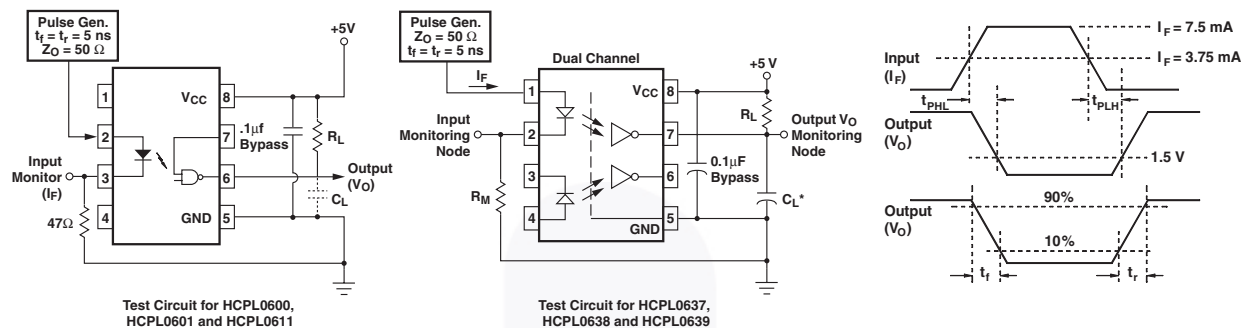 Pulse Gen.
tf = tr = 5 ns
ZO = 50 Ω
+5V
1
VCC
8
2
7
.1µf
Bypass
RL
Input
Monitor
(IF)
3
6
Output
(VO)
CL
4
GND
5
47Ω
Test Circuit for HCPL0600,
HCPL0601 and HCPL0611
Pulse Gen.
ZO = 50 Ω
tf = tr = 5 ns
Dual Channel
IF
+5 V
1
VCC
8
RL
Input
Monitoring
Node
2
7
Output VO
Monitoring
Node
3
6
0.1µF
Bypass
RM
CL*
4
5
GND
Test Circuit for HCPL0637,
HCPL0638 and HCPL0639
IF = 7.5 mA
Input
(IF)
IF = 3.75 mA
tPHL
tPLH
Output
(VO)
1.5 V
Output
(VO)
90%
10%
tf
tr